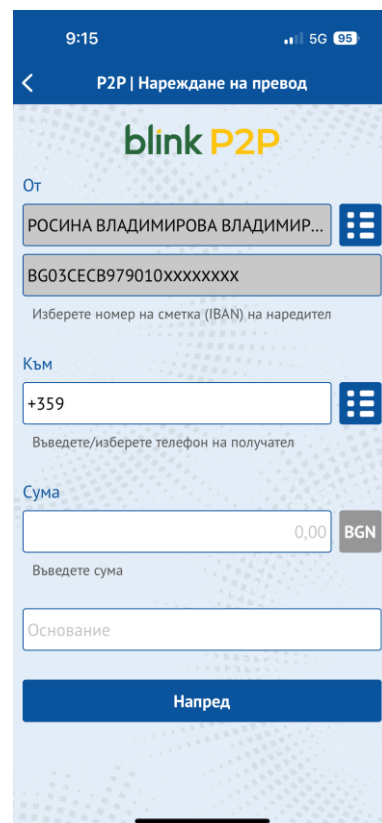 9:15
5G 95
P2P | Нареждане на превод
blink P2P
От
РОСИНА ВЛАДИМИРОВА ВЛАДИМИР...
BG03CECB979010XXXXXXXX
Изберете номер на сметка (IBAN) на наредител
Към
+359
Въведете/изберете телефон на получател
Сума
0,00 BGN
Въведете сума
Основание
Напред